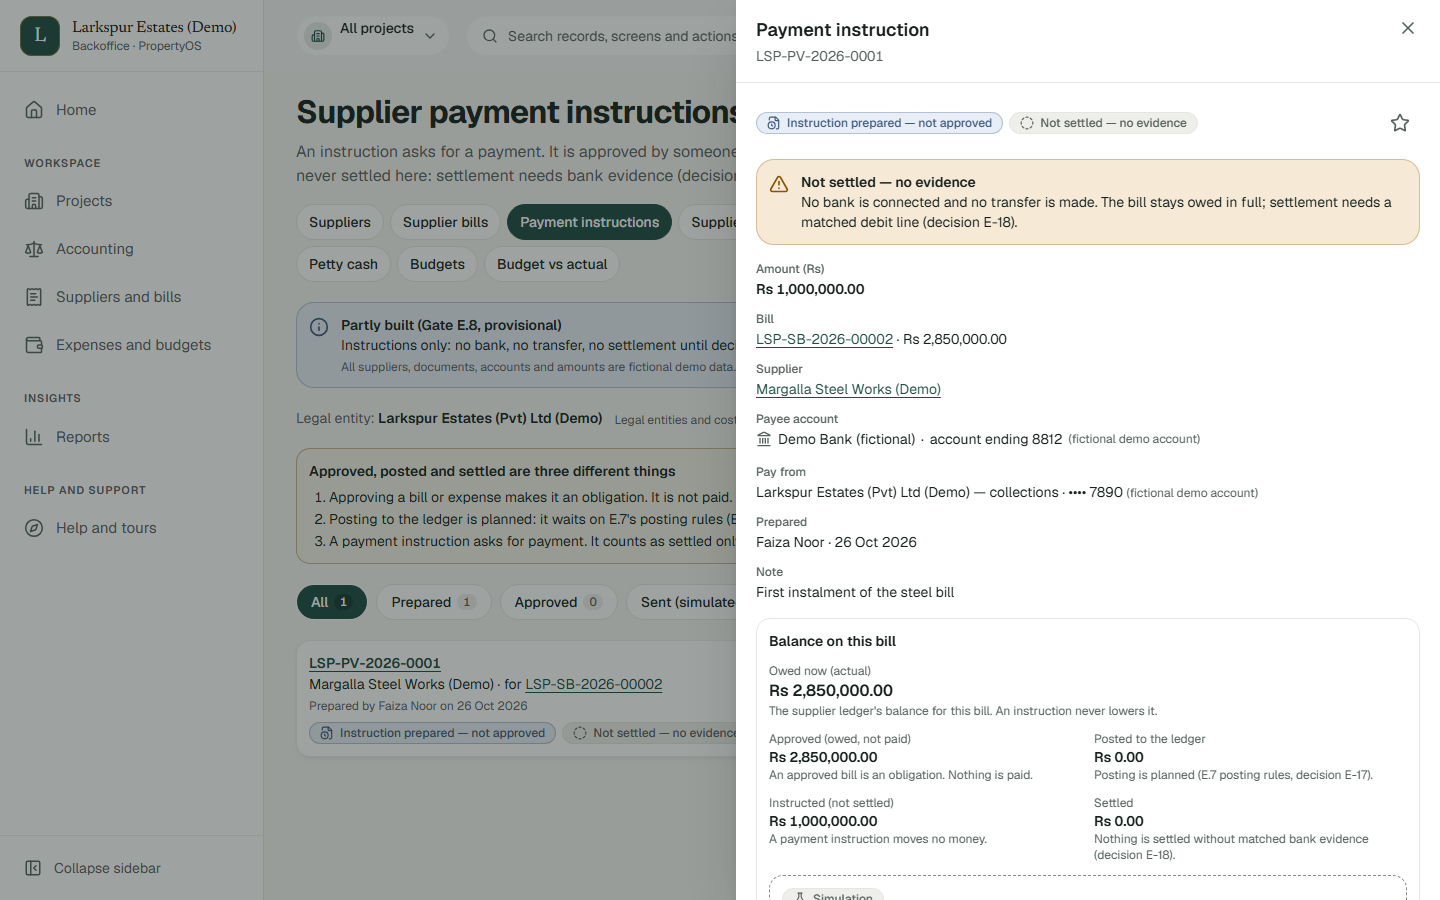 L
Larkspur Estates (Demo)
Backoffice · PropertyOS
Home
WORKSPACE
Projects
Accounting
Suppliers and bills
Expenses and budgets
INSIGHTS
Reports
HELP AND SUPPORT
Help and tours
Collapse sidebar
All projects
Search records, screens and actions
Supplier payment instructions
An instruction asks for a payment. It is approved by someone
never settled here: settlement needs bank evidence (decision
Suppliers
Supplier bills
Payment instructions
Petty cash
Budgets
Budget vs actual
Partly built (Gate E.8, provisional)
Instructions only: no bank, no transfer, no settlement until
All suppliers, documents, accounts and amounts are fictional demo data.
Legal entity: Larkspur Estates (Pvt) Ltd (Demo)
Legal entities and
Approved, posted and settled are three different things
1. Approving a bill or expense makes it an obligation. It is not paid.
2. Posting to the ledger is planned: it waits on E.7's posting rules
3. A payment instruction asks for payment. It counts as settled
All 1
Prepared 1
Approved 0
Sent
LSP-PV-2026-0001
Margalla Steel Works (Demo) · for LSP-SB-2026-00002
Prepared by Faiza Noor on 26 Oct 2026
Instruction prepared — not approved
Not settled — no evidence
Payment instruction
LSP-PV-2026-0001
Instruction prepared — not approved
Not settled — no evidence
Not settled — no evidence
No bank is connected and no transfer is made. The bill stays owed in full; settlement needs a
matched debit line (decision E-18).
Amount (Rs)
Rs 1,000,000.00
Bill
LSP-SB-2026-00002 · Rs 2,850,000.00
Supplier
Margalla Steel Works (Demo)
Payee account
Demo Bank (fictional) · account ending 8812 (fictional demo account)
Pay from
Larkspur Estates (Pvt) Ltd (Demo) — collections · •••• 7890 (fictional demo account)
Prepared
Faiza Noor · 26 Oct 2026
Note
First instalment of the steel bill
Balance on this bill
Owed now (actual)
Rs 2,850,000.00
The supplier ledger's balance for this bill. An instruction never lowers it.
Approved (owed, not paid)
Rs 2,850,000.00
An approved bill is an obligation. Nothing is paid.
Posted to the ledger
Rs 0.00
Posting is planned (E.7 posting rules, decision E-17).
Instructed (not settled)
Rs 1,000,000.00
A payment instruction moves no money.
Settled
Rs 0.00
Nothing is settled without matched bank evidence
(decision E-18).
Simulation